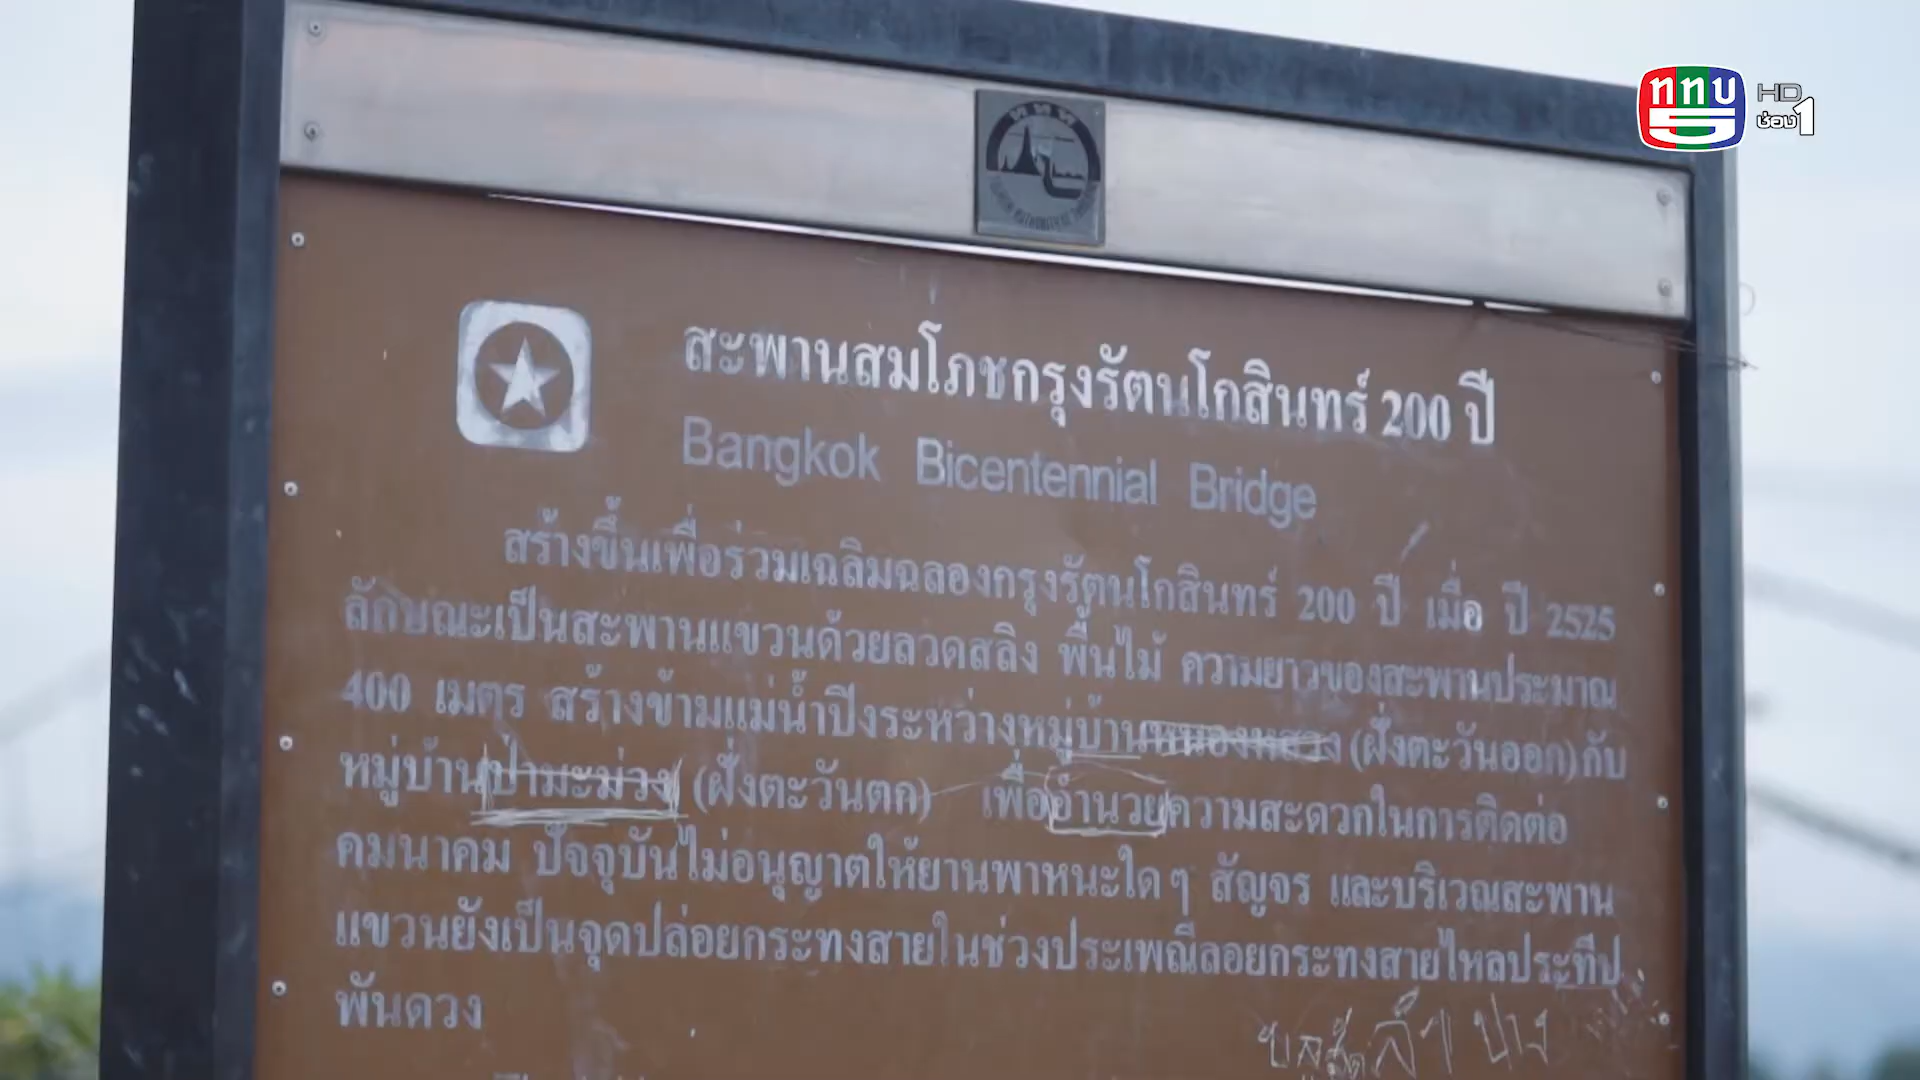 ททบ 5 HD
ช่อง 1
ททท
สะพานสมโภชกรุงรัตนโกสินทร์ 200 ปี
Bangkok Bicentennial Bridge
สร้างขึ้นเพื่อร่วมเฉลิมฉลองกรุงรัตนโกสินทร์ 200 ปี เมื่อ ปี 2525
ลักษณะเป็นสะพานแขวนด้วยลวดสลิง พื้นไม้ ความยาวของสะพานประมาณ
400 เมตร สร้างข้ามแม่น้ำปิงระหว่างหมู่บ้านหนองหลวง (ฝั่งตะวันออก) กับ
หมู่บ้านป่ามะม่วง (ฝั่งตะวันตก) เพื่ออำนวยความสะดวกในการติดต่อ
คมนาคม ปัจจุบันไม่อนุญาตให้ยานพาหนะใดๆ สัญจร และบริเวณสะพาน
แขวนยังเป็นจุดปล่อยกระทงสายในช่วงประเพณีลอยกระทงสายไหลประทีป
พันดวง